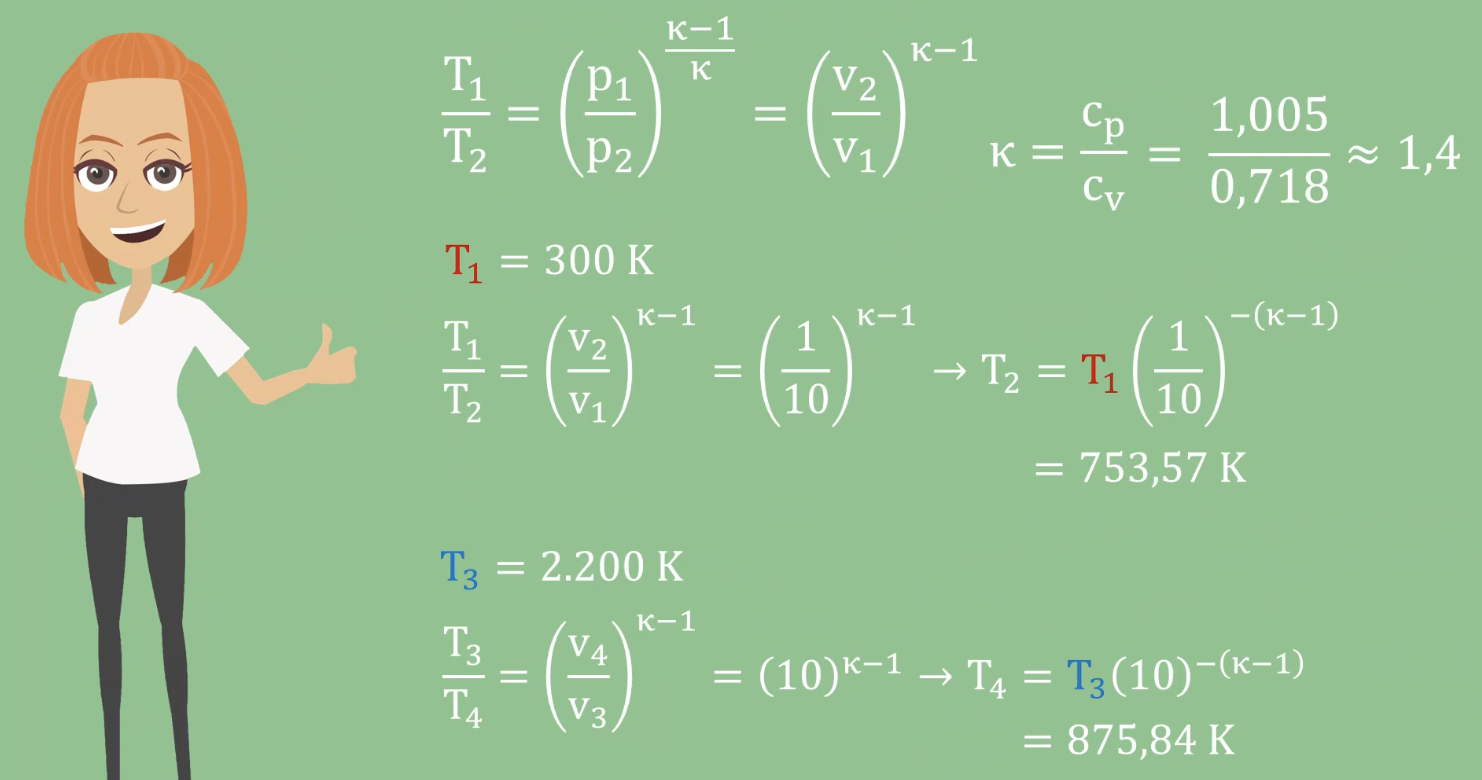 T₁/T₂ = (p₁/p₂)^((κ−1)/κ) = (v₂/v₁)^(κ−1)
κ = cₚ/cᵥ = 1,005/0,718 ≈ 1,4
T₁ = 300 K
T₁/T₂ = (v₂/v₁)^(κ−1) = (1/10)^(κ−1) → T₂ = T₁(1/10)^(−(κ−1))
= 753,57 K
T₃ = 2.200 K
T₃/T₄ = (v₄/v₃)^(κ−1) = (10)^(κ−1) → T₄ = T₃(10)^(−(κ−1))
= 875,84 K